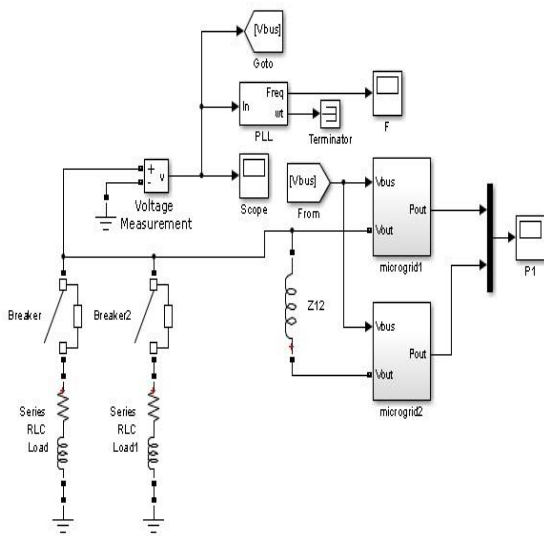 [Vbus]
Goto
In
Freq
wt
PLL
Terminator
F
+
-
v
Voltage
Measurement
Scope
[Vbus]
From
Vbus
Pout
Vout
microgrid1
P1
Breaker
Breaker2
Z12
Vbus
Pout
Vout
microgrid2
Series
RLC
Load
Series
RLC
Load1